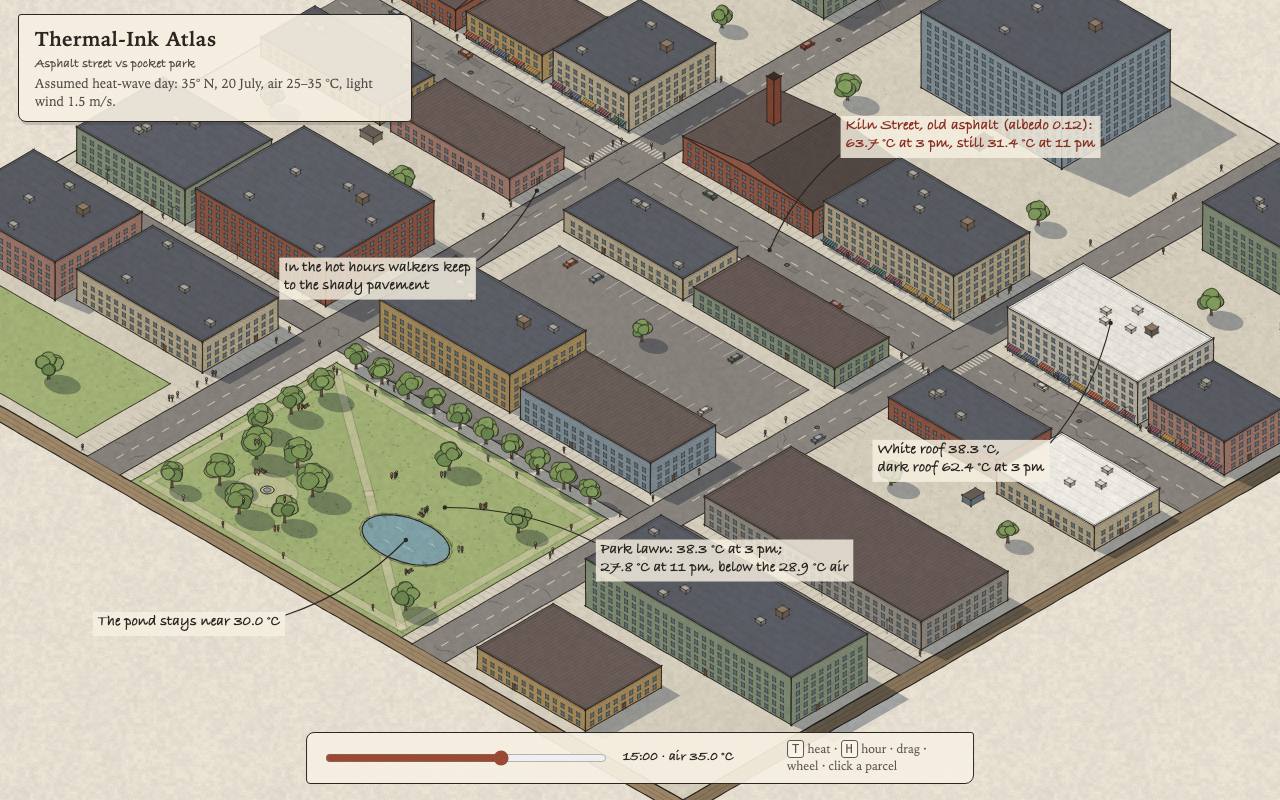 Thermal-Ink Atlas
Asphalt street vs pocket park
Assumed heat-wave day: 35° N, 20 July, air 25–35 °C, light
wind 1.5 m/s.
Kiln Street, old asphalt (albedo 0.12):
63.7 °C at 3 pm, still 31.4 °C at 11 pm
In the hot hours walkers keep
to the shady pavement
White roof 38.3 °C,
dark roof 62.4 °C at 3 pm
Park lawn: 38.3 °C at 3 pm;
27.8 °C at 11 pm, below the 28.9 °C air
The pond stays near 30.0 °C
15:00 · air 35.0 °C
T heat · H hour · drag ·
wheel · click a parcel